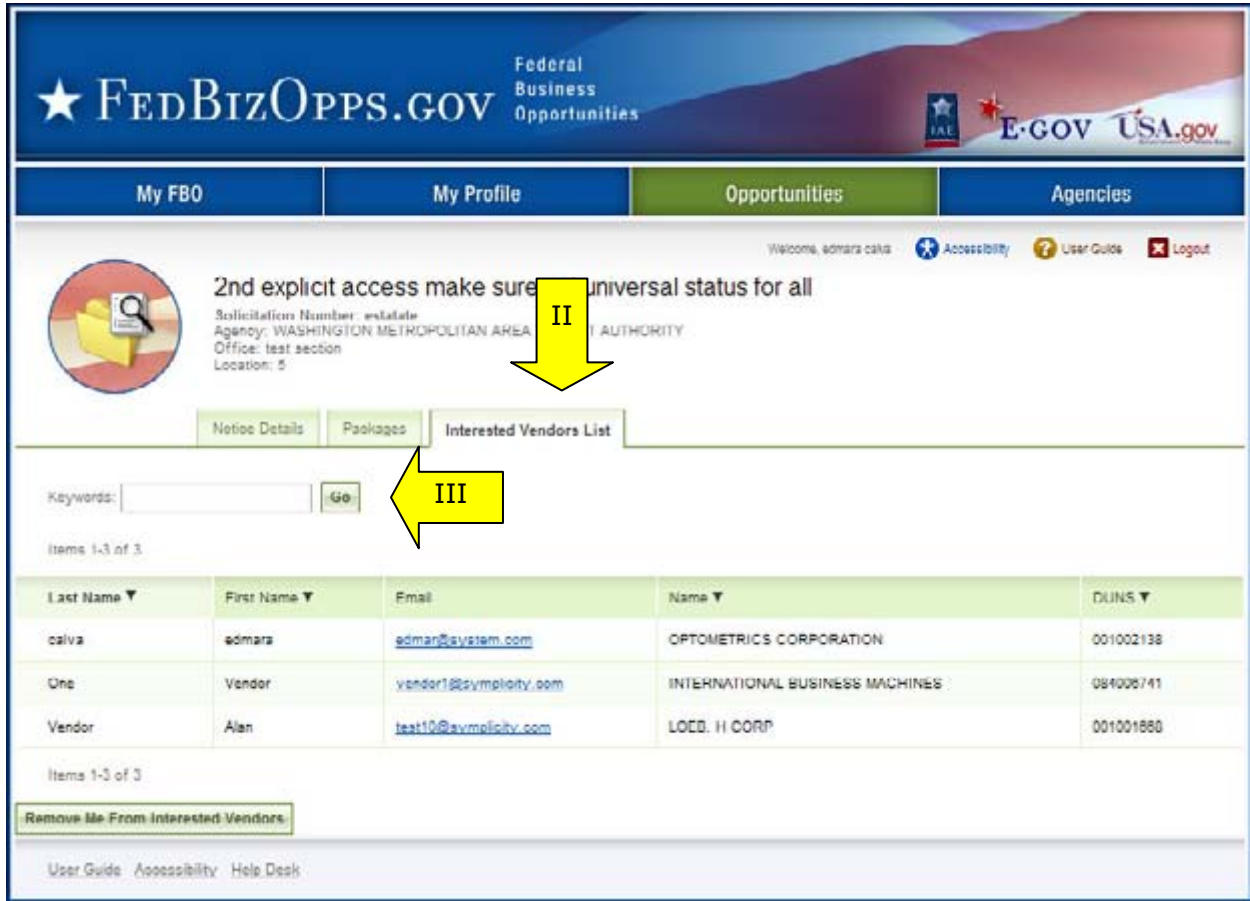 ★ FEDBIZOPPS.GOV
Federal
Business
Opportunities
IAE
E-GOV
USA.gov
My FBO My Profile Opportunities Agencies
Welcome, edmara calva Accessibility User Guide Logout
2nd explicit access make sure universal status for all
Solicitation Number: estatate
Agency: WASHINGTON METROPOLITAN AREA AUTHORITY
Office: test section
Location: 5
II
Notice Details Packages Interested Vendors List
Keywords: Go
III
Items 1-3 of 3
Last Name ▼ First Name ▼ Email Name ▼ DUNS ▼
calva edmara edmar@system.com OPTOMETRICS CORPORATION 001002138
One Vendor vendor1@symplicity.com INTERNATIONAL BUSINESS MACHINES 084006741
Vendor Alan test10@symplicity.com LOEB. H CORP 001001668
Items 1-3 of 3
Remove Me From Interested Vendors
User Guide Accessibility Help Desk